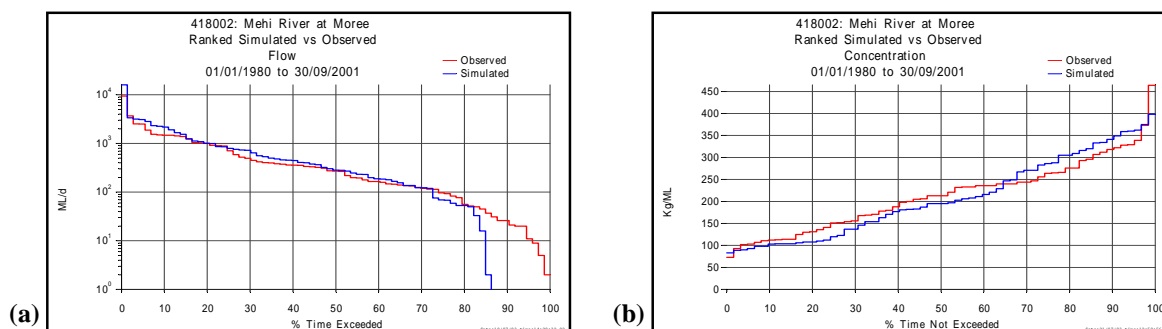 418002: Mehi River at Moree
Ranked Simulated vs Observed
Flow
01/01/1980 to 30/09/2001
Observed
Simulated
10⁴
10³
10²
10¹
10⁰
ML/d
0 10 20 30 40 50 60 70 80 90 100
% Time Exceeded
(a)
418002: Mehi River at Moree
Ranked Simulated vs Observed
Concentration
01/01/1980 to 30/09/2001
Observed
Simulated
450
400
350
300
250
200
150
100
50
0
Kg/ML
0 10 20 30 40 50 60 70 80 90 100
% Time Not Exceeded
(b)